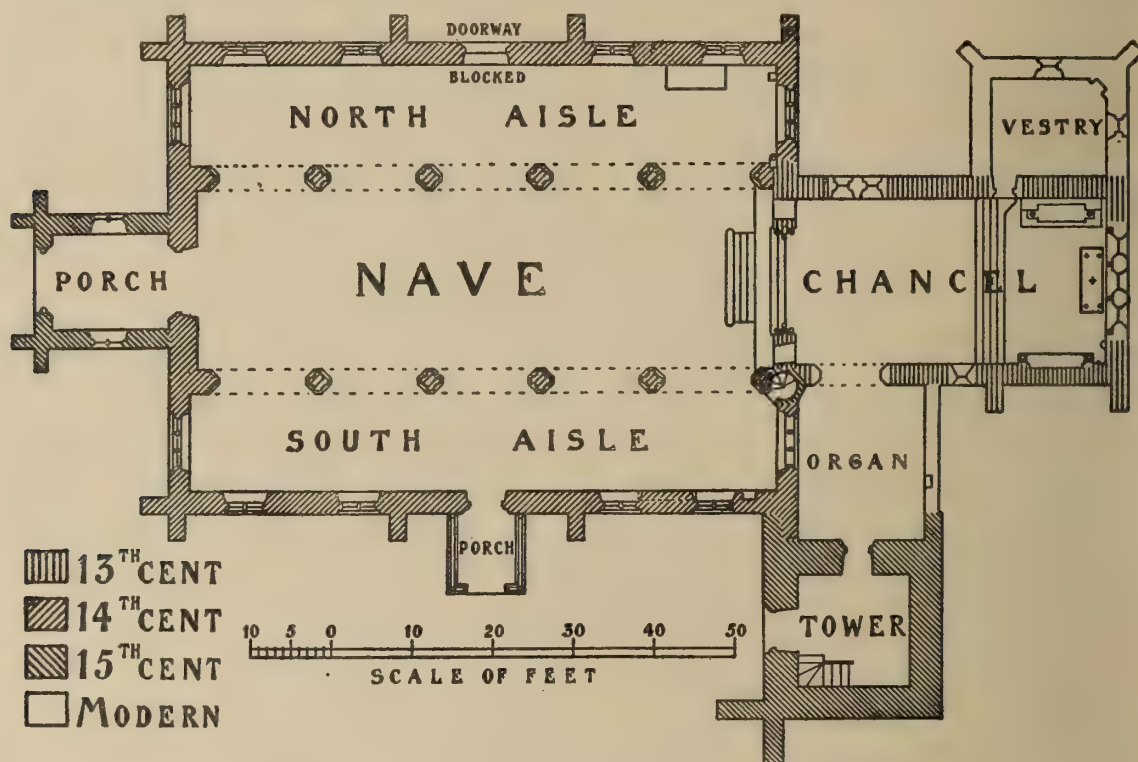 DOORWAY
BLOCKED
NORTH AISLE
VESTRY
PORCH
NAVE
CHANCEL
SOUTH AISLE
ORGAN
PORCH
TOWER
13TH CENT
14TH CENT
15TH CENT
MODERN
10 5 0 10 20 30 40 50
SCALE OF FEET